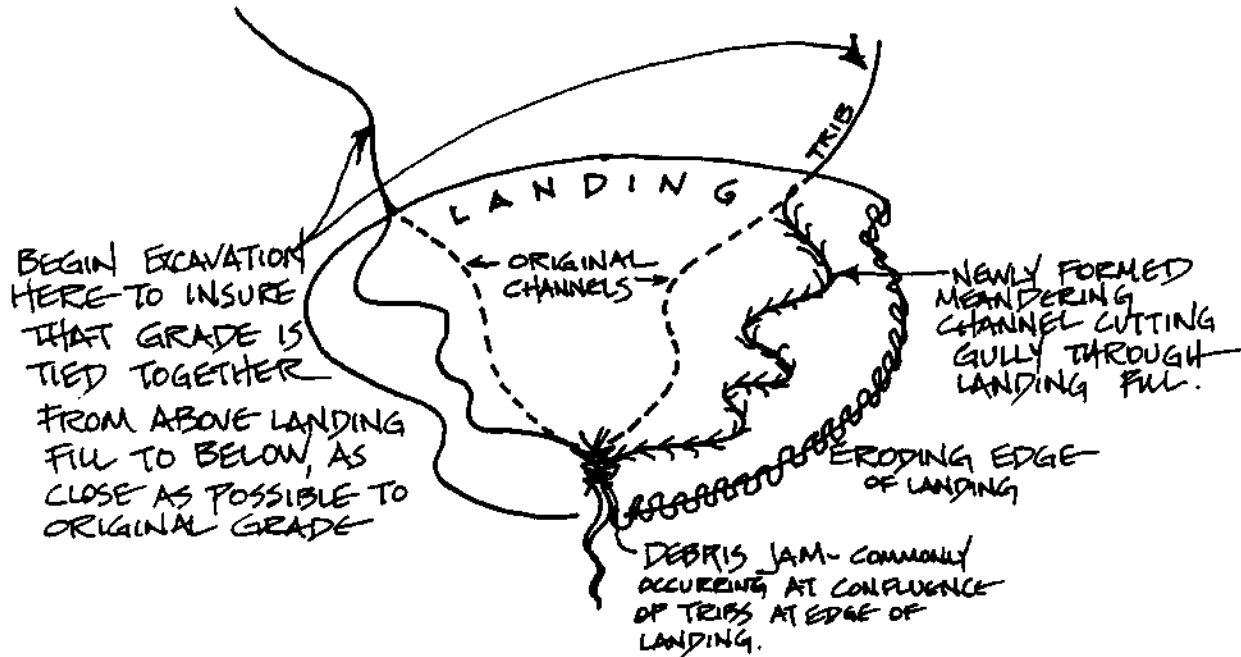 TRIB
LANDING
BEGIN EXCAVATION
HERE TO INSURE
THAT GRADE IS
TIED TOGETHER
FROM ABOVE LANDING
FILL TO BELOW, AS
CLOSE AS POSSIBLE TO
ORIGINAL GRADE
ORIGINAL
CHANNELS
NEWLY FORMED
MEANDERING
CHANNEL CUTTING
GULLY THROUGH
LANDING FILL.
ERODING EDGE
OF LANDING
DEBRIS JAM - COMMONLY
OCCURRING AT CONFLUENCE
OF TRIBS AT EDGE OF
LANDING.